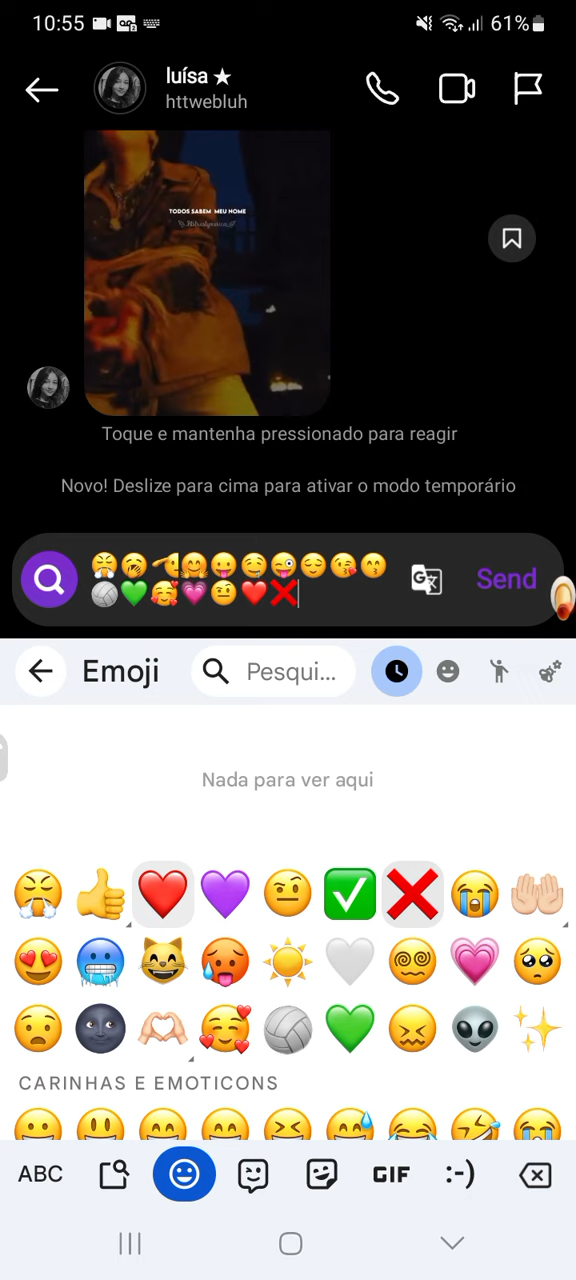 10:55
61%
luísa ★
httwebluh
TODOS SABEM MEU NOME
Toque e mantenha pressionado para reagir
Novo! Deslize para cima para ativar o modo temporário
Send
Emoji
Pesqui...
Nada para ver aqui
CARINHAS E EMOTICONS
ABC
GIF
:-)